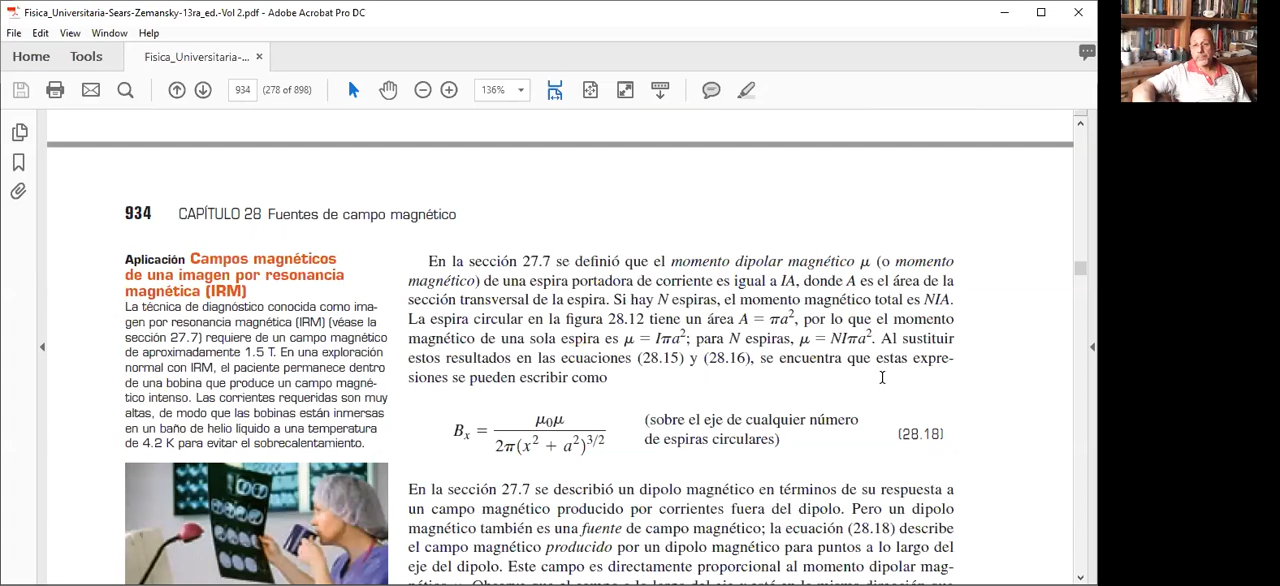 Fisica_Universitaria-Sears-Zemansky-13ra_ed.-Vol 2.pdf - Adobe Acrobat Pro DC
File Edit View Window Help
Home Tools Fisica_Universitaria-... ×
934 (278 of 898) 136%
934 CAPÍTULO 28 Fuentes de campo magnético
Aplicación Campos magnéticos
de una imagen por resonancia
magnética (IRM)
La técnica de diagnóstico conocida como ima-
gen por resonancia magnética (IRM) (véase la
sección 27.7) requiere de un campo magnético
de aproximadamente 1.5 T. En una exploración
normal con IRM, el paciente permanece dentro
de una bobina que produce un campo magné-
tico intenso. Las corrientes requeridas son muy
altas, de modo que las bobinas están inmersas
en un baño de helio líquido a una temperatura
de 4.2 K para evitar el sobrecalentamiento.
En la sección 27.7 se definió que el momento dipolar magnético μ (o momento
magnético) de una espira portadora de corriente es igual a IA, donde A es el área de la
sección transversal de la espira. Si hay N espiras, el momento magnético total es NIA.
La espira circular en la figura 28.12 tiene un área A = πa², por lo que el momento
magnético de una sola espira es μ = Iπa²; para N espiras, μ = NIπa². Al sustituir
estos resultados en las ecuaciones (28.15) y (28.16), se encuentra que estas expre-
siones se pueden escribir como
Bₓ = μ₀μ / 2π(x² + a²)^3/2 (sobre el eje de cualquier número
de espiras circulares) (28.18)
En la sección 27.7 se describió un dipolo magnético en términos de su respuesta a
un campo magnético producido por corrientes fuera del dipolo. Pero un dipolo
magnético también es una fuente de campo magnético; la ecuación (28.18) describe
el campo magnético producido por un dipolo magnético para puntos a lo largo del
eje del dipolo. Este campo es directamente proporcional al momento dipolar mag-